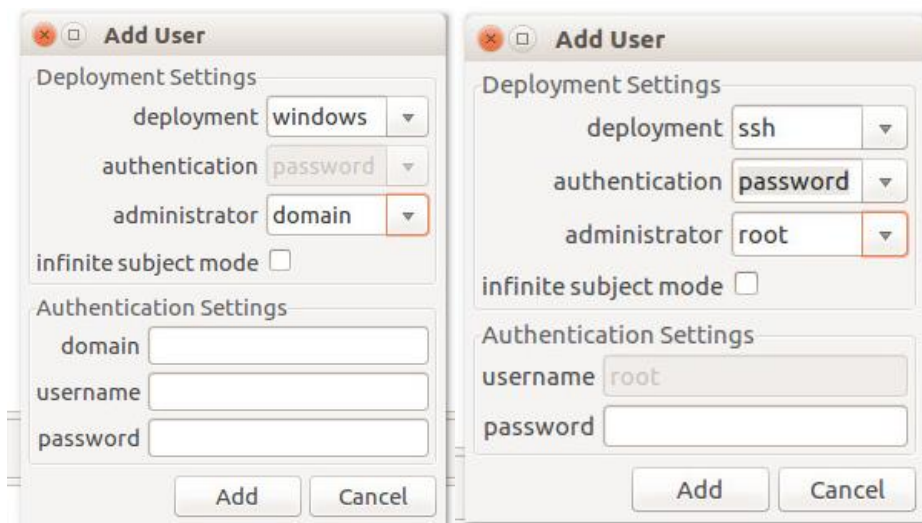 Add User
Deployment Settings
deployment windows
authentication password
administrator domain
infinite subject mode
Authentication Settings
domain
username
password
Add Cancel
Add User
Deployment Settings
deployment ssh
authentication password
administrator root
infinite subject mode
Authentication Settings
username root
password
Add Cancel